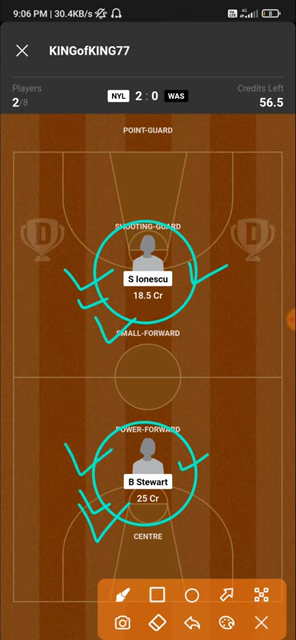 9:06 PM | 30.4KB/s
8
KINGofKING77
Players
Credits Left
2/8
NYL 2 : 0 WAS
56.5
POINT-GUARD
SHOOTING-GUARD
S Ionescu
18.5 Cr
SMALL-FORWARD
POWER-FORWARD
B Stewart
25 Cr
CENTRE